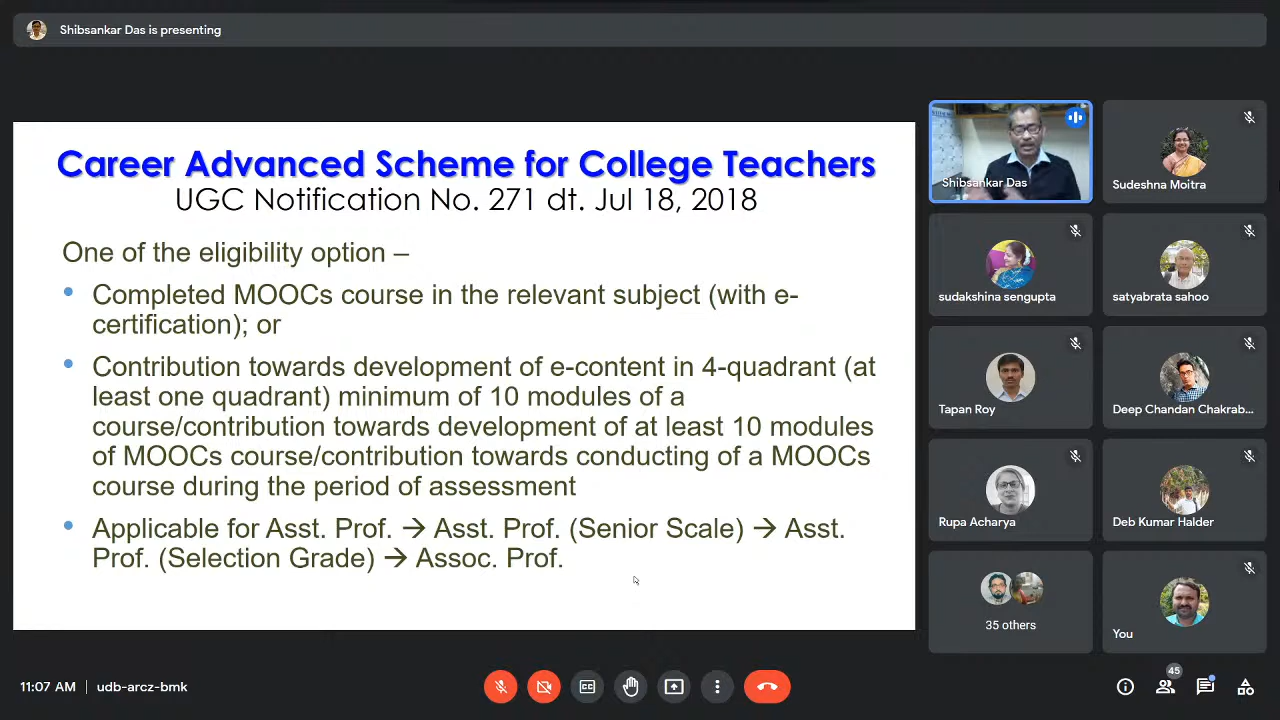 Shibsankar Das is presenting
Career Advanced Scheme for College Teachers
UGC Notification No. 271 dt. Jul 18, 2018
One of the eligibility option –
• Completed MOOCs course in the relevant subject (with e-
certification); or
• Contribution towards development of e-content in 4-quadrant (at
least one quadrant) minimum of 10 modules of a
course/contribution towards development of at least 10 modules
of MOOCs course/contribution towards conducting of a MOOCs
course during the period of assessment
• Applicable for Asst. Prof. → Asst. Prof. (Senior Scale) → Asst.
Prof. (Selection Grade) → Assoc. Prof.
Shibsankar Das
Sudeshna Moitra
sudakshina sengupta
satyabrata sahoo
Tapan Roy
Deep Chandan Chakrab...
Rupa Acharya
Deb Kumar Halder
35 others
You
11:07 AM | udb-arcz-bmk
CC
45